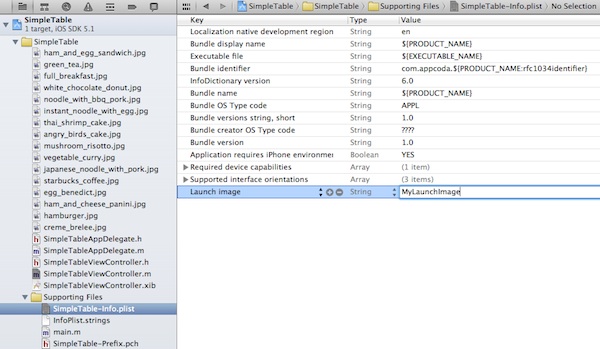 SimpleTable
1 target, iOS SDK 5.1
SimpleTable
ham_and_egg_sandwich.jpg
green_tea.jpg
full_breakfast.jpg
white_chocolate_donut.jpg
noodle_with_bbq_pork.jpg
instant_noodle_with_egg.jpg
thai_shrimp_cake.jpg
angry_birds_cake.jpg
mushroom_risotto.jpg
vegetable_curry.jpg
japanese_noodle_with_pork.jpg
starbucks_coffee.jpg
egg_benedict.jpg
ham_and_cheese_panini.jpg
hamburger.jpg
creme_brelee.jpg
SimpleTableAppDelegate.h
SimpleTableAppDelegate.m
SimpleTableViewController.h
SimpleTableViewController.m
SimpleTableViewController.xib
Supporting Files
SimpleTable-Info.plist
InfoPlist.strings
main.m
SimpleTable-Prefix.pch
SimpleTable SimpleTable Supporting Files SimpleTable-Info.plist No Selection
Key Type Value
Localization native development region String en
Bundle display name String ${PRODUCT_NAME}
Executable file String ${EXECUTABLE_NAME}
Bundle identifier String com.appcoda.${PRODUCT_NAME:rfc1034identifier}
InfoDictionary version String 6.0
Bundle name String ${PRODUCT_NAME}
Bundle OS Type code String APPL
Bundle versions string, short String 1.0
Bundle creator OS Type code String ????
Bundle version String 1.0
Application requires iPhone environmen Boolean YES
Required device capabilities Array (1 item)
Supported interface orientations Array (3 items)
Launch image String MyLaunchImage